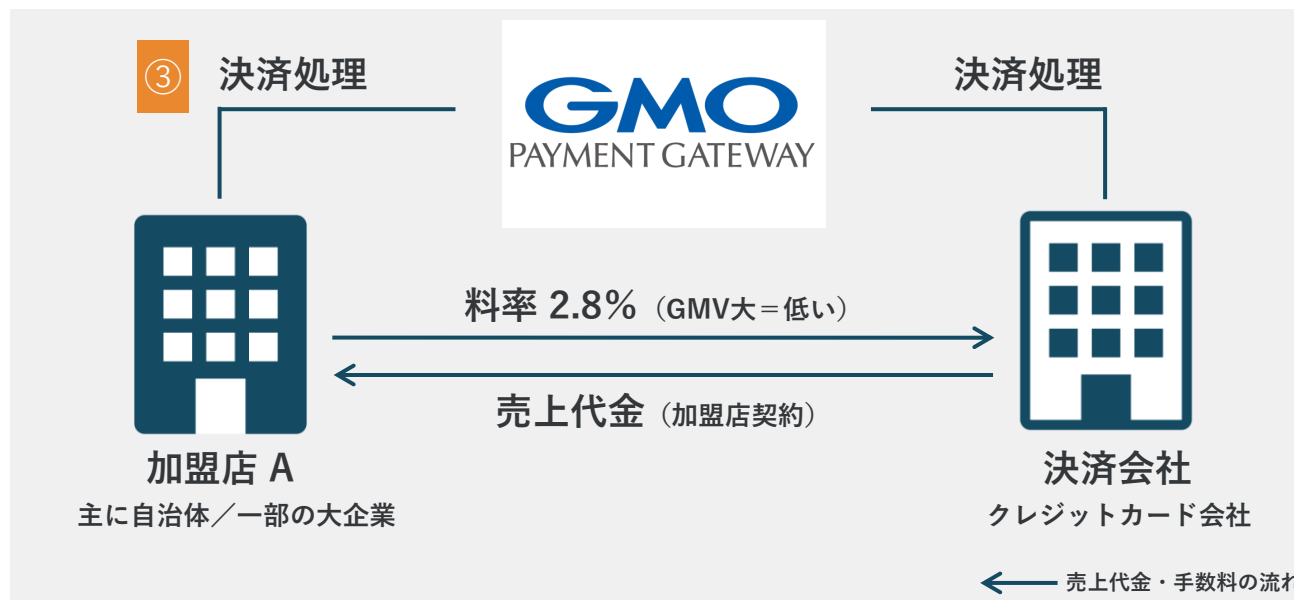 ③ 決済処理
GMO
PAYMENT GATEWAY
決済処理
料率 2.8%（GMV大＝低い）
売上代金（加盟店契約）
加盟店 A
主に自治体／一部の大企業
決済会社
クレジットカード会社
売上代金・手数料の流れ